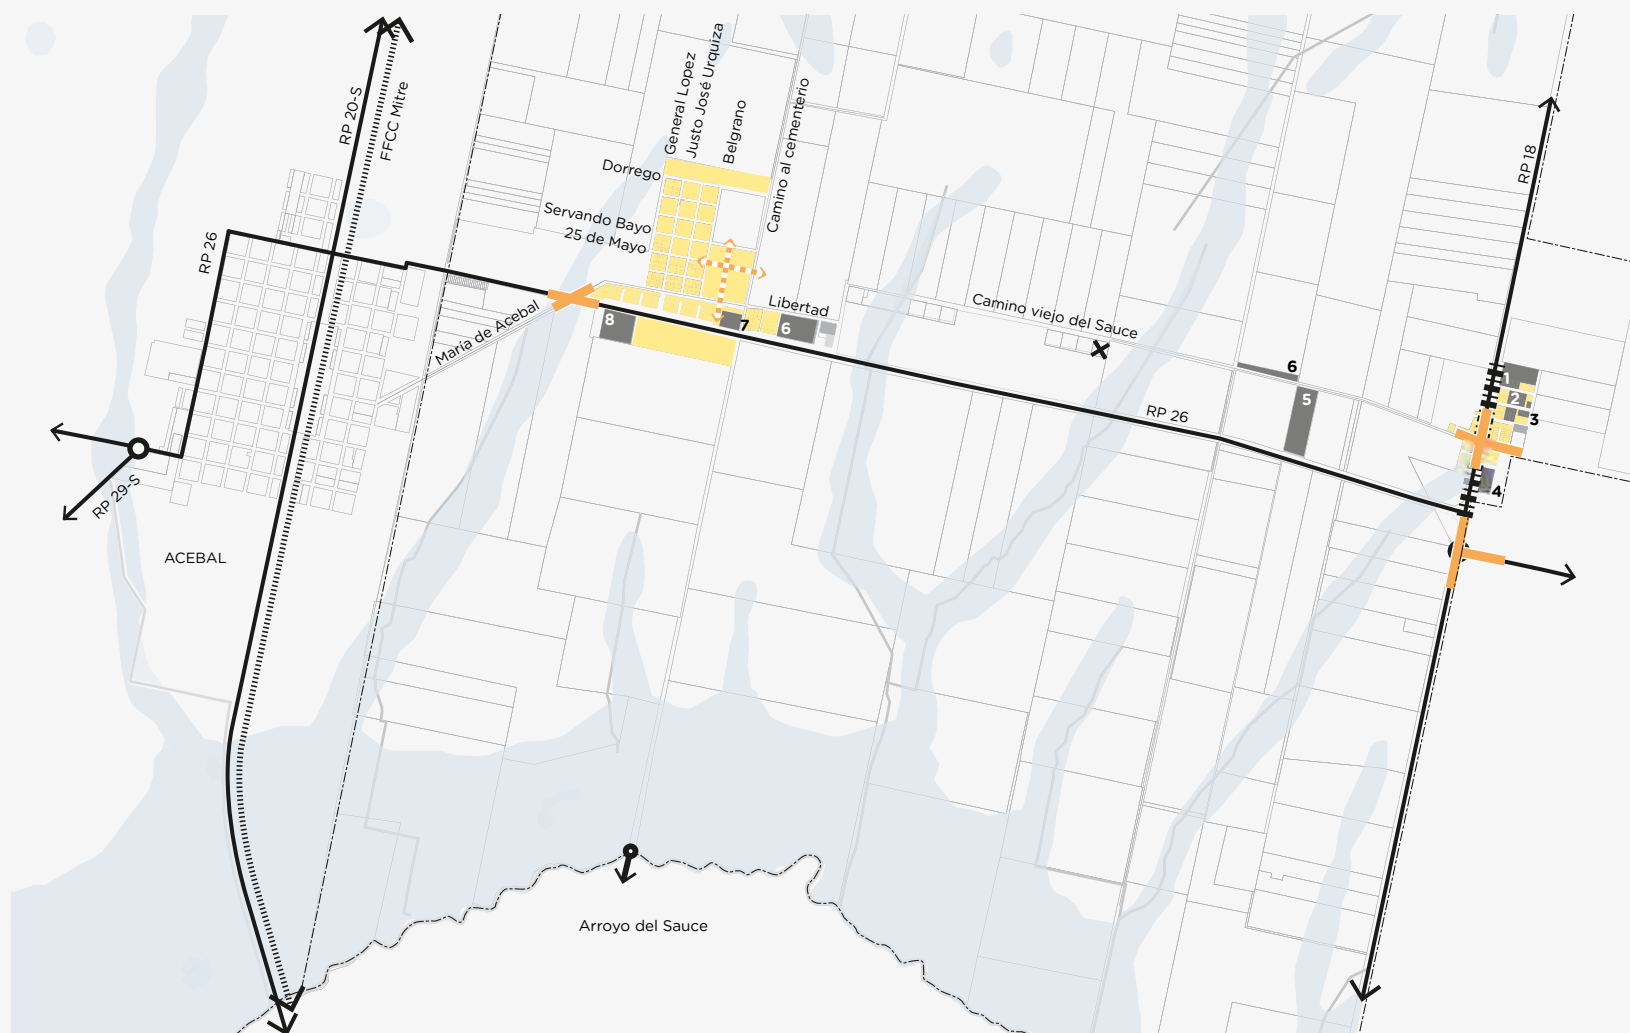 RP 20-S
FFCC Mitre
General Lopez
Justo José Urquiza
Belgrano
Camino al cementerio
RP18
Dorrego
Servando Bayo
25 de Mayo
RP 26
María de Acebal
Libertad
Camino viejo del Sauce
8
7
6
6
5
1
2
3
4
RP 26
RP 29-S
ACEBAL
Arroyo del Sauce